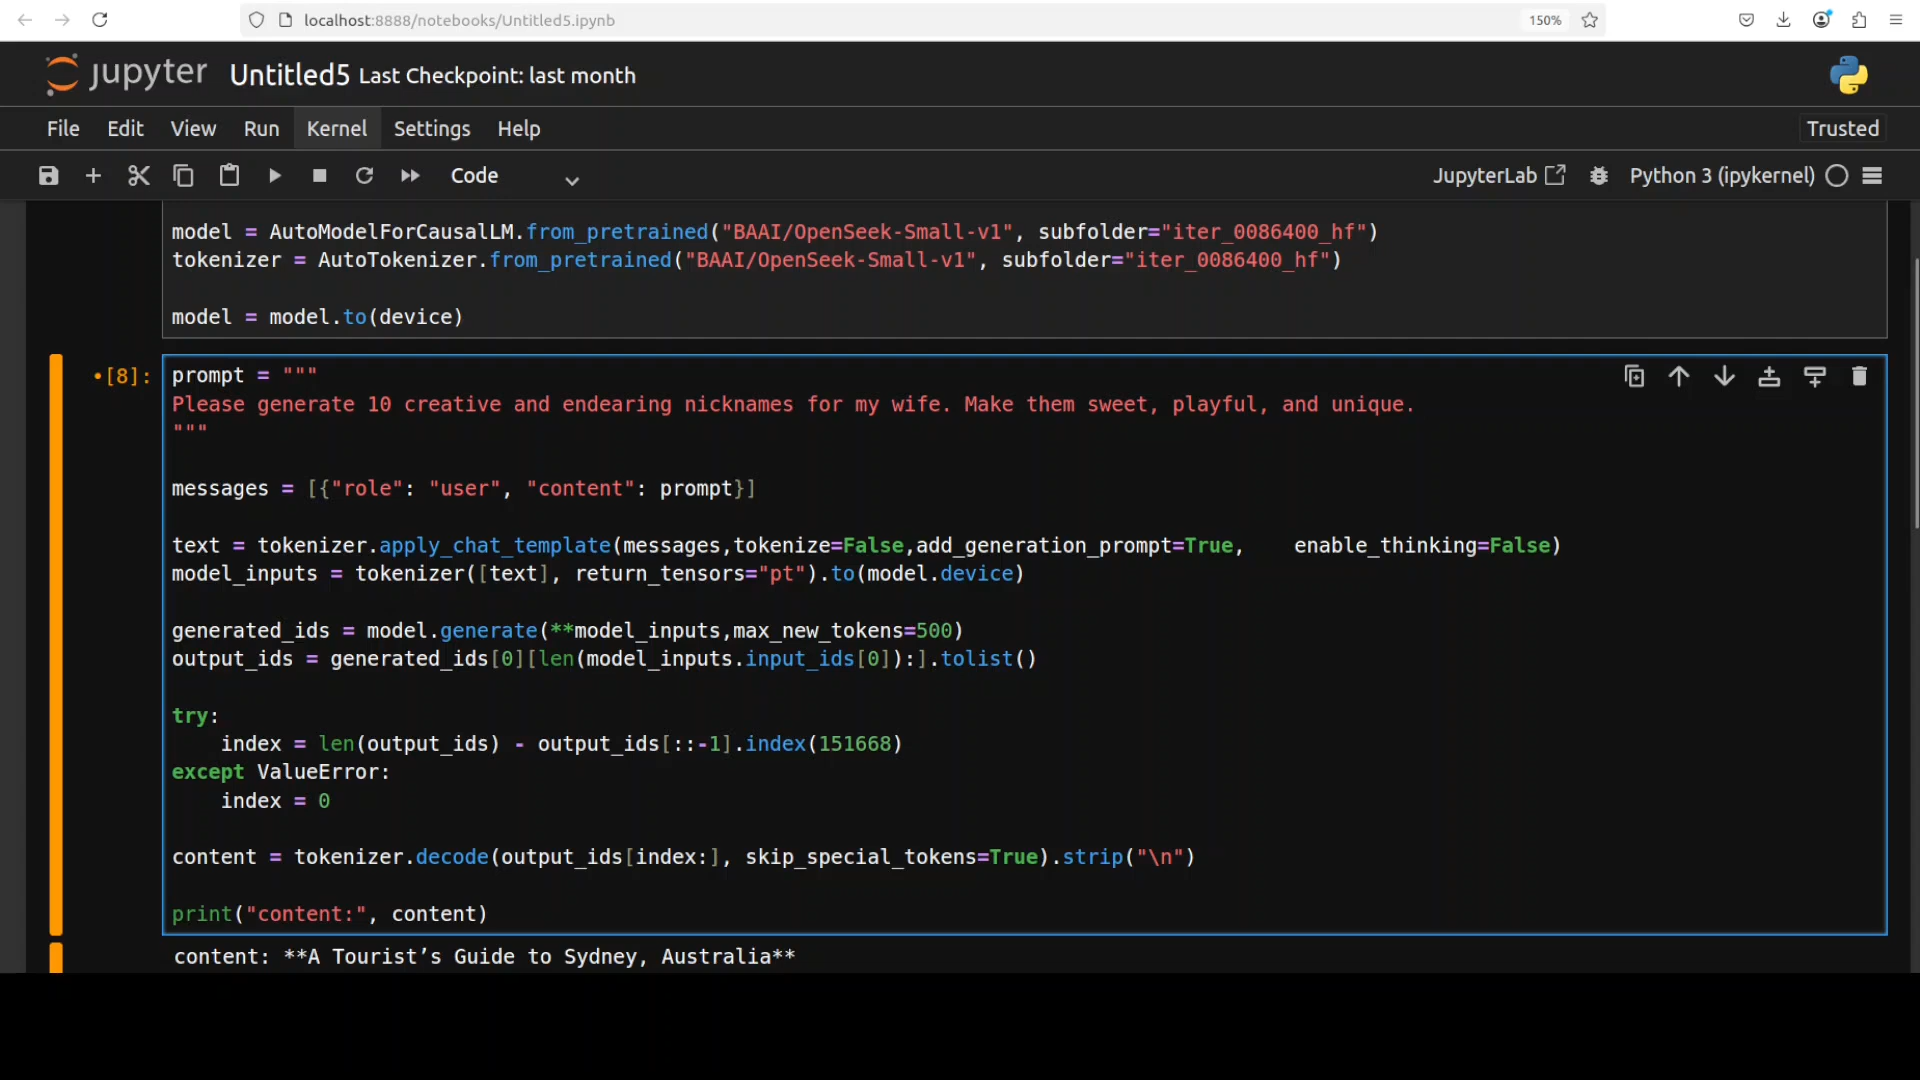 localhost:8888/notebooks/Untitled5.ipynb
150%
jupyter Untitled5 Last Checkpoint: last month
File Edit View Run Kernel Settings Help
Trusted
Code
JupyterLab
Python 3 (ipykernel)
model = AutoModelForCausalLM.from_pretrained("BAAI/OpenSeek-Small-v1", subfolder="iter_0086400_hf")
tokenizer = AutoTokenizer.from_pretrained("BAAI/OpenSeek-Small-v1", subfolder="iter_0086400_hf")
model = model.to(device)
•[8]:
prompt = """
Please generate 10 creative and endearing nicknames for my wife. Make them sweet, playful, and unique.
"""
messages = [{"role": "user", "content": prompt}]
text = tokenizer.apply_chat_template(messages,tokenize=False,add_generation_prompt=True,    enable_thinking=False)
model_inputs = tokenizer([text], return_tensors="pt").to(model.device)
generated_ids = model.generate(**model_inputs,max_new_tokens=500)
output_ids = generated_ids[0][len(model_inputs.input_ids[0]):].tolist()
try:
    index = len(output_ids) - output_ids[::-1].index(151668)
except ValueError:
    index = 0
content = tokenizer.decode(output_ids[index:], skip_special_tokens=True).strip("\n")
print("content:", content)
content: **A Tourist’s Guide to Sydney, Australia**